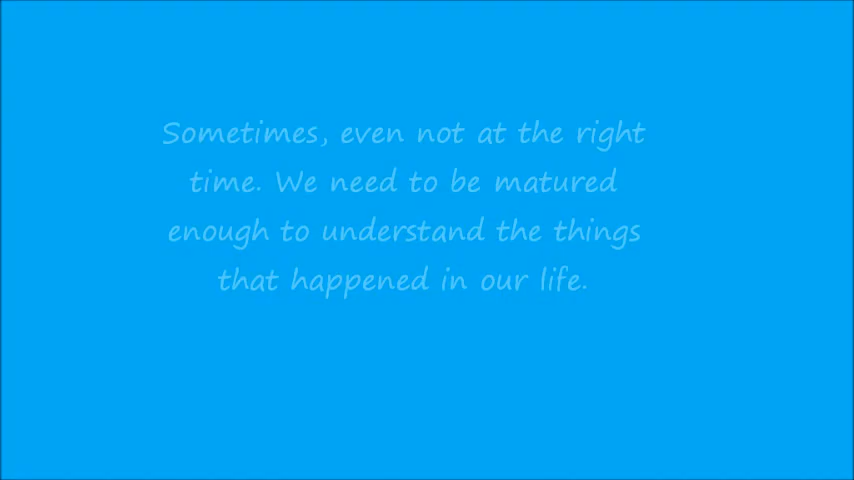 Sometimes, even not at the right
time. We need to be matured
enough to understand the things
that happened in our life.